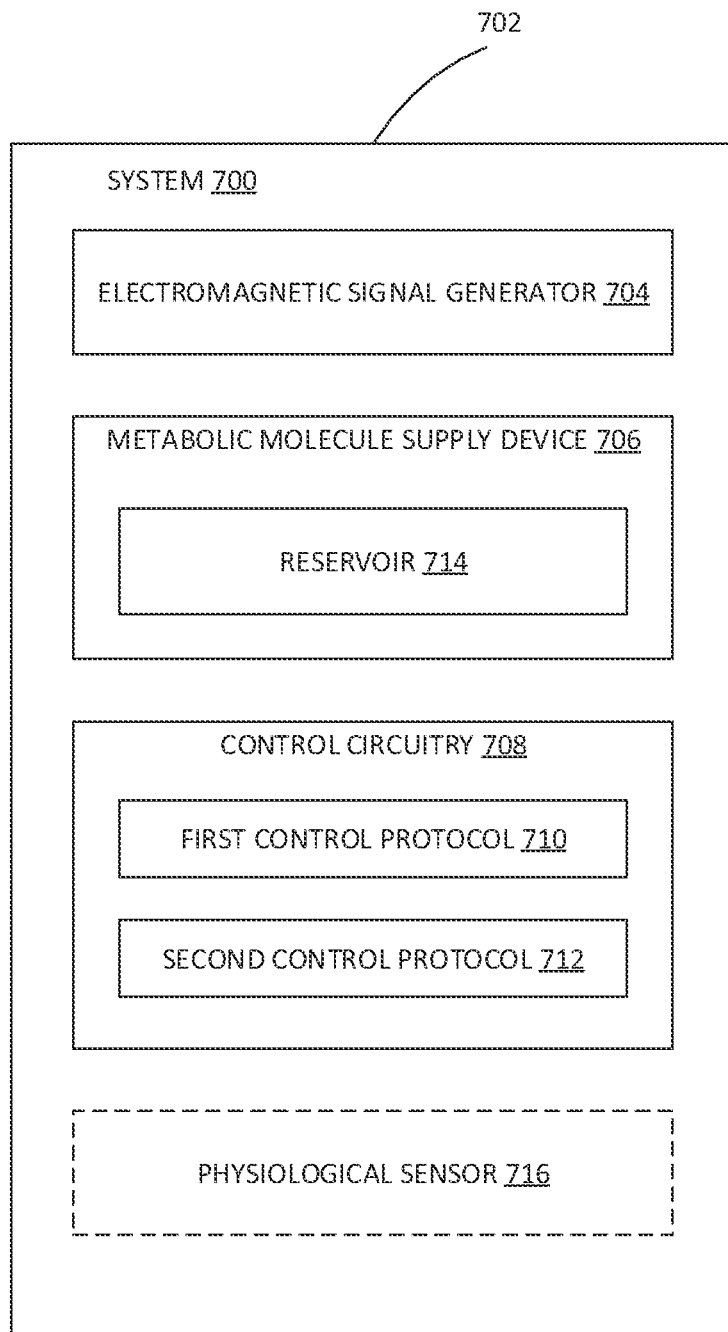 702
SYSTEM 700
ELECTROMAGNETIC SIGNAL GENERATOR 704
METABOLIC MOLECULE SUPPLY DEVICE 706
RESERVOIR 714
CONTROL CIRCUITRY 708
FIRST CONTROL PROTOCOL 710
SECOND CONTROL PROTOCOL 712
PHYSIOLOGICAL SENSOR 716